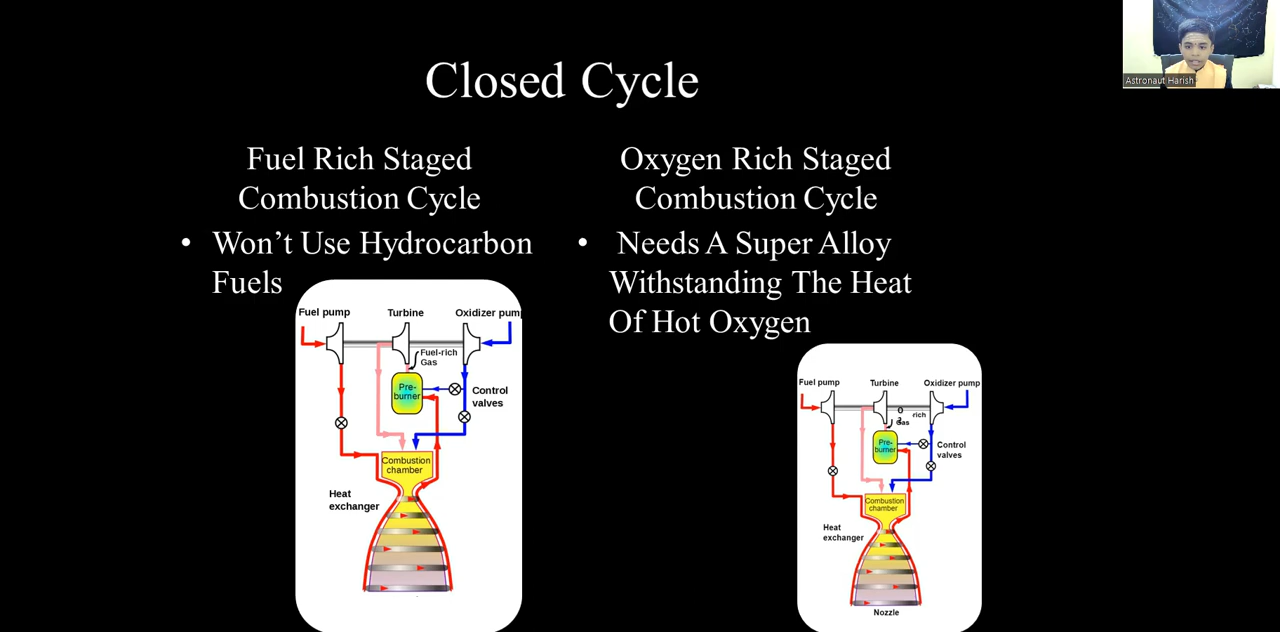 Astronaut Harish
Closed Cycle
Fuel Rich Staged
Combustion Cycle
• Won’t Use Hydrocarbon
Fuels
Fuel pump
Turbine
Oxidizer pump
Fuel-rich
Gas
Pre-
burner
Control
valves
Combustion
chamber
Heat
exchanger
Oxygen Rich Staged
Combustion Cycle
• Needs A Super Alloy
Withstanding The Heat
Of Hot Oxygen
Fuel pump
Turbine
Oxidizer pump
rich
Gas
Pre-
burner
Control
valves
Combustion
chamber
Heat
exchanger
Nozzle